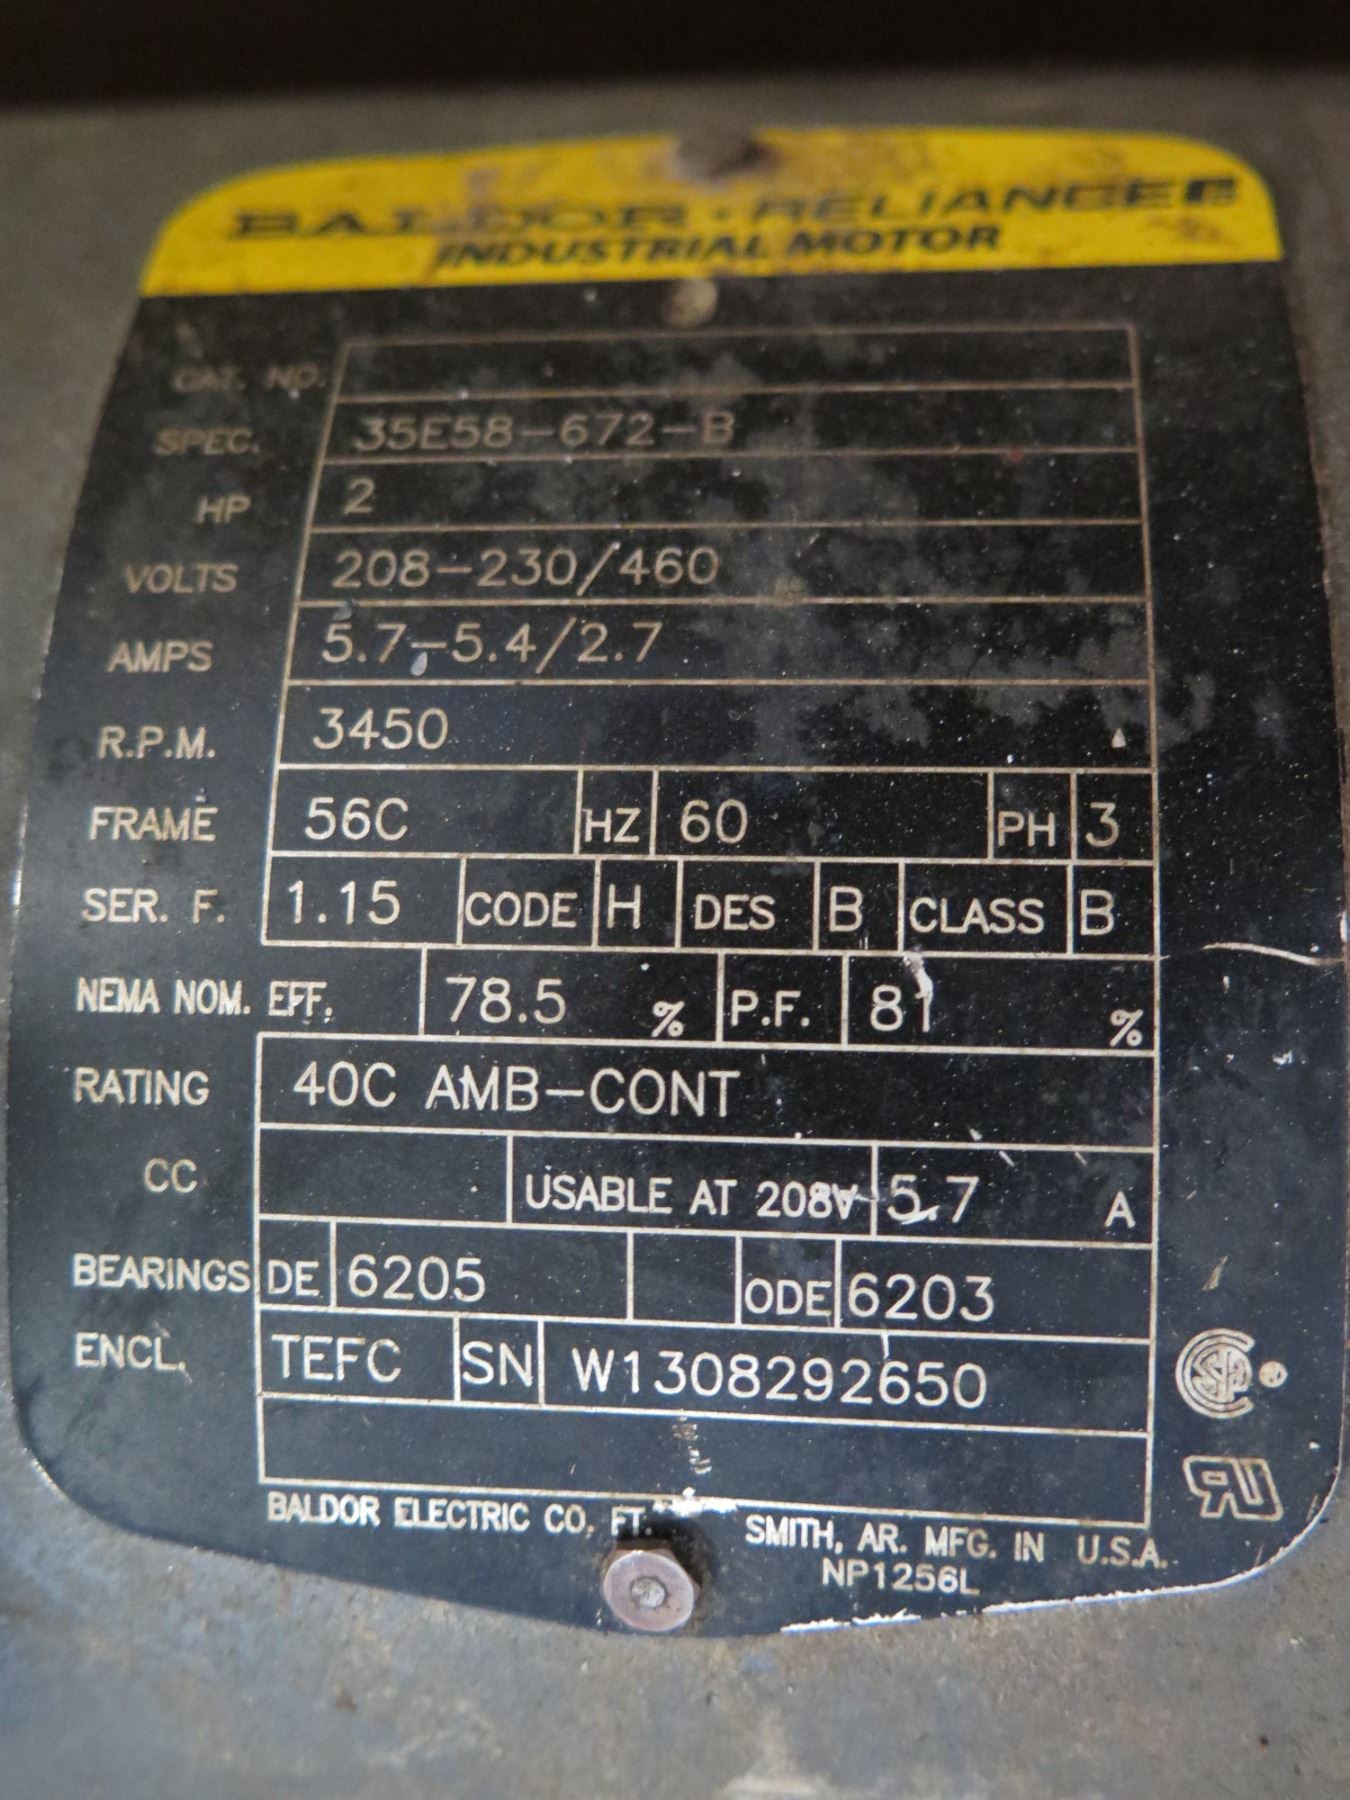 BALDOR • RELIANCER
INDUSTRIAL MOTOR
CAT. NO.
SPEC. 35E58-672-B
HP 2
VOLTS 208-230/460
AMPS 5.7-5.4/2.7
R.P.M. 3450
FRAME 56C HZ 60 PH 3
SER. F. 1.15 CODE H DES B CLASS B
NEMA NOM. EFF. 78.5 % P.F. 81 %
RATING 40C AMB-CONT
CC USABLE AT 208V 5.7 A
BEARINGS DE 6205 ODE 6203
ENCL. TEFC SN W1308292650
BALDOR ELECTRIC CO. FT. SMITH, AR. MFG. IN U.S.A.
NP1256L